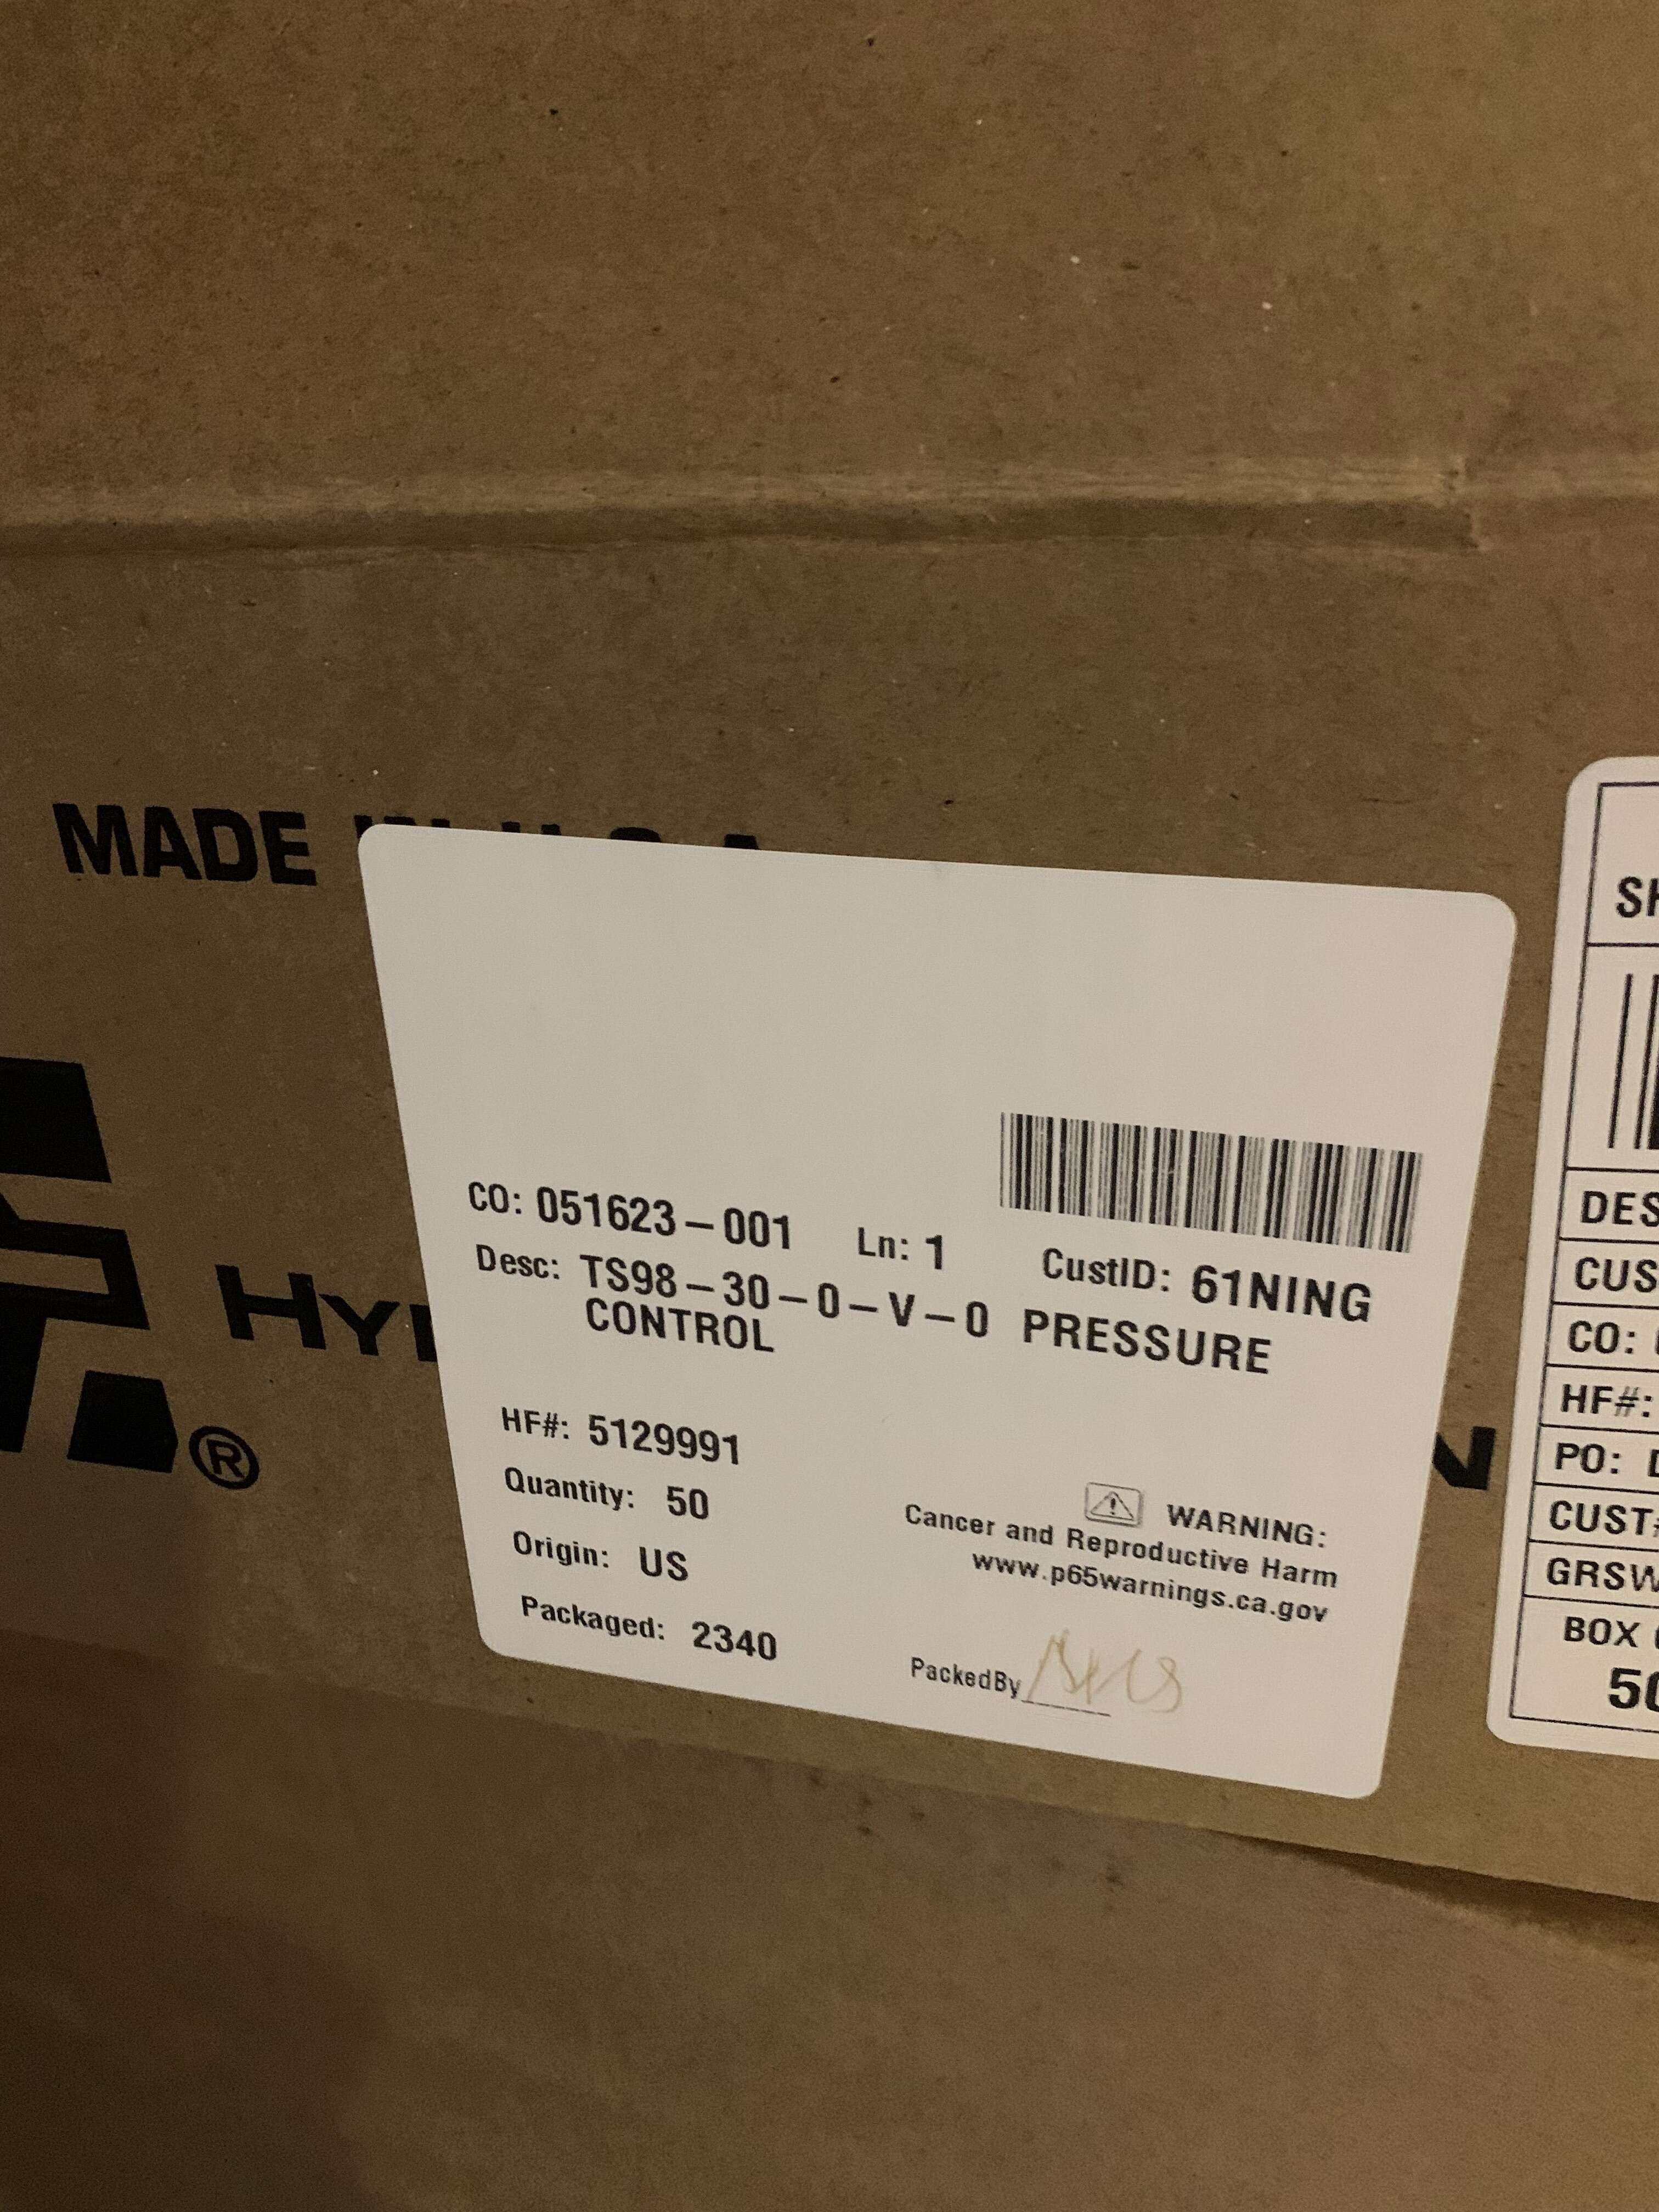 MADE IN U.S.A.
®
CO: 051623-001 Ln: 1 CustID: 61NING
Desc: TS98-30-0-V-0 PRESSURE
CONTROL
HF#: 5129991
Quantity: 50
Origin: US
Packaged: 2340
WARNING:
Cancer and Reproductive Harm
www.p65warnings.ca.gov
PackedBy
CO:
HF#:
PO:
BOX